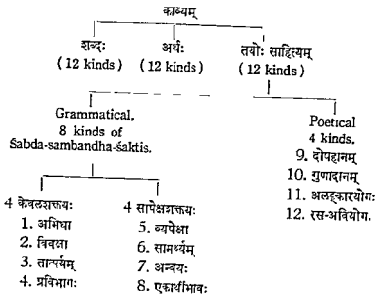 काव्यम्
शब्दः अर्थः तयोः साहित्यम्
(12 kinds) (12 kinds) (12 kinds)
Grammatical.
8 kinds of
Śabda-sambandha-śaktis.
Poetical
4 kinds.
9. दोषहानम्
10. गुणादानम्
11. अलङ्कारयोगः
12. रस-अवियोग.
4 केवलशक्तयः 4 सापेक्षशक्तयः
1. अभिधा 5. व्यपेक्षा
2. विवक्षा 6. सामर्थ्यम्
3. तात्पर्यम् 7. अन्वयः
4. प्रविभागः 8. एकार्थीभावः